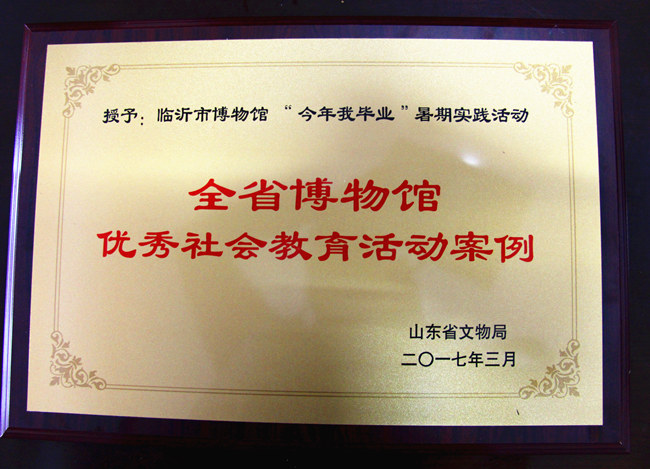 授予：临沂市博物馆 “今年我毕业”暑期实践活动
全省博物馆
优秀社会教育活动案例
山东省文物局
二〇一七年三月